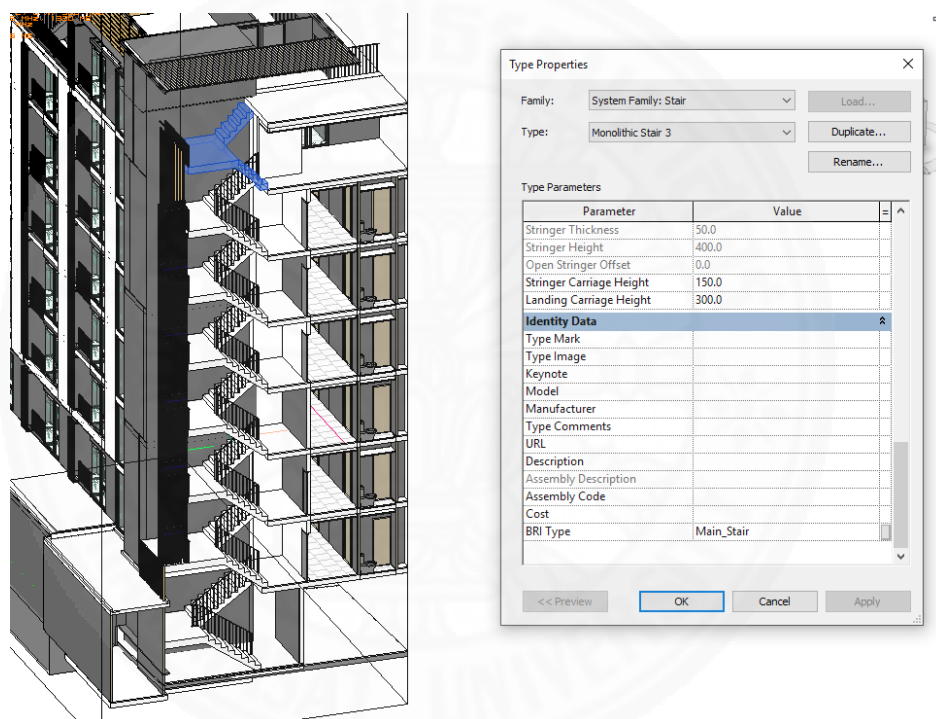 Type Properties
Family: System Family: Stair Load...
Type: Monolithic Stair 3 Duplicate...
Rename...
Type Parameters
Parameter Value =
Stringer Thickness 50.0
Stringer Height 400.0
Open Stringer Offset 0.0
Stringer Carriage Height 150.0
Landing Carriage Height 300.0
Identity Data
Type Mark
Type Image
Keynote
Model
Manufacturer
Type Comments
URL
Description
Assembly Description
Assembly Code
Cost
BRI Type Main_Stair
<< Preview OK Cancel Apply